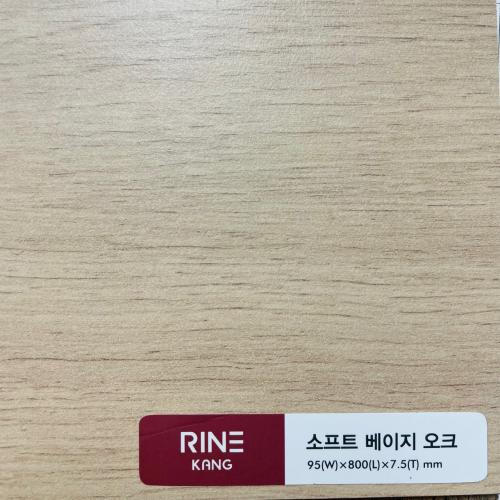 RINE
KANG
소프트 베이지 오크
95(W)×800(L)×7.5(T) mm